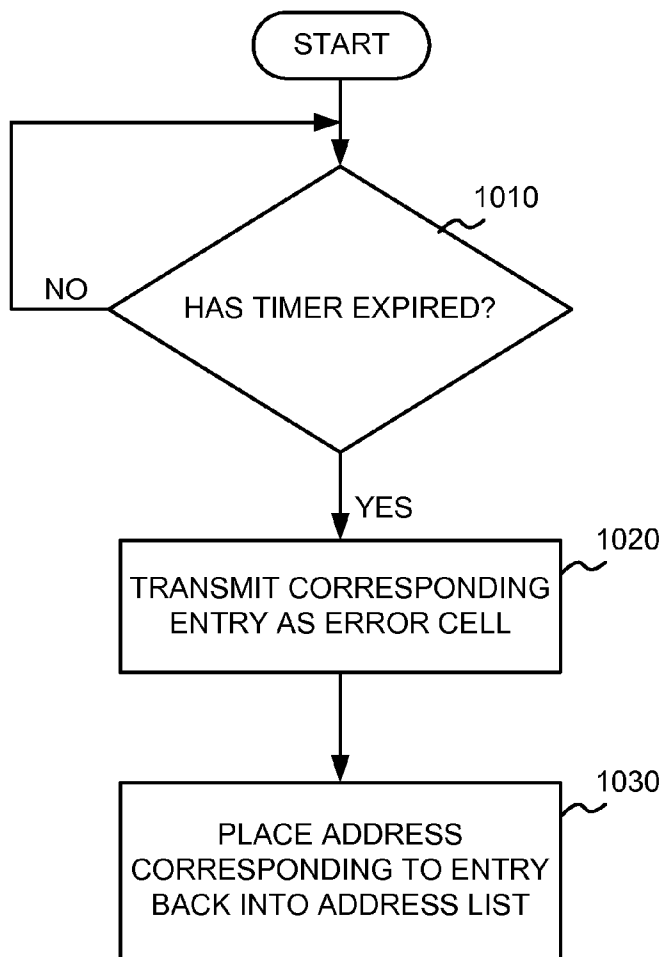 START
1010
NO
HAS TIMER EXPIRED?
YES
1020
TRANSMIT CORRESPONDING
ENTRY AS ERROR CELL
1030
PLACE ADDRESS
CORRESPONDING TO ENTRY
BACK INTO ADDRESS LIST